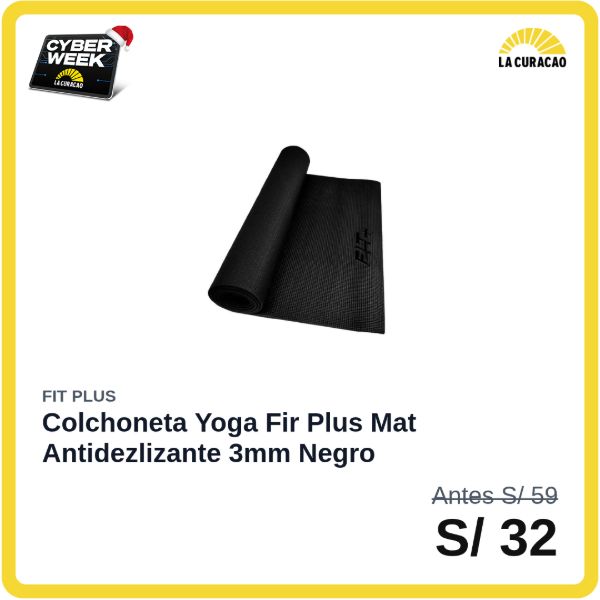 CYBER
WEEK
LA CURACAO
LA CURACAO
FIT+
FIT PLUS
Colchoneta Yoga Fir Plus Mat
Antidezlizante 3mm Negro
Antes S/ 59
S/ 32